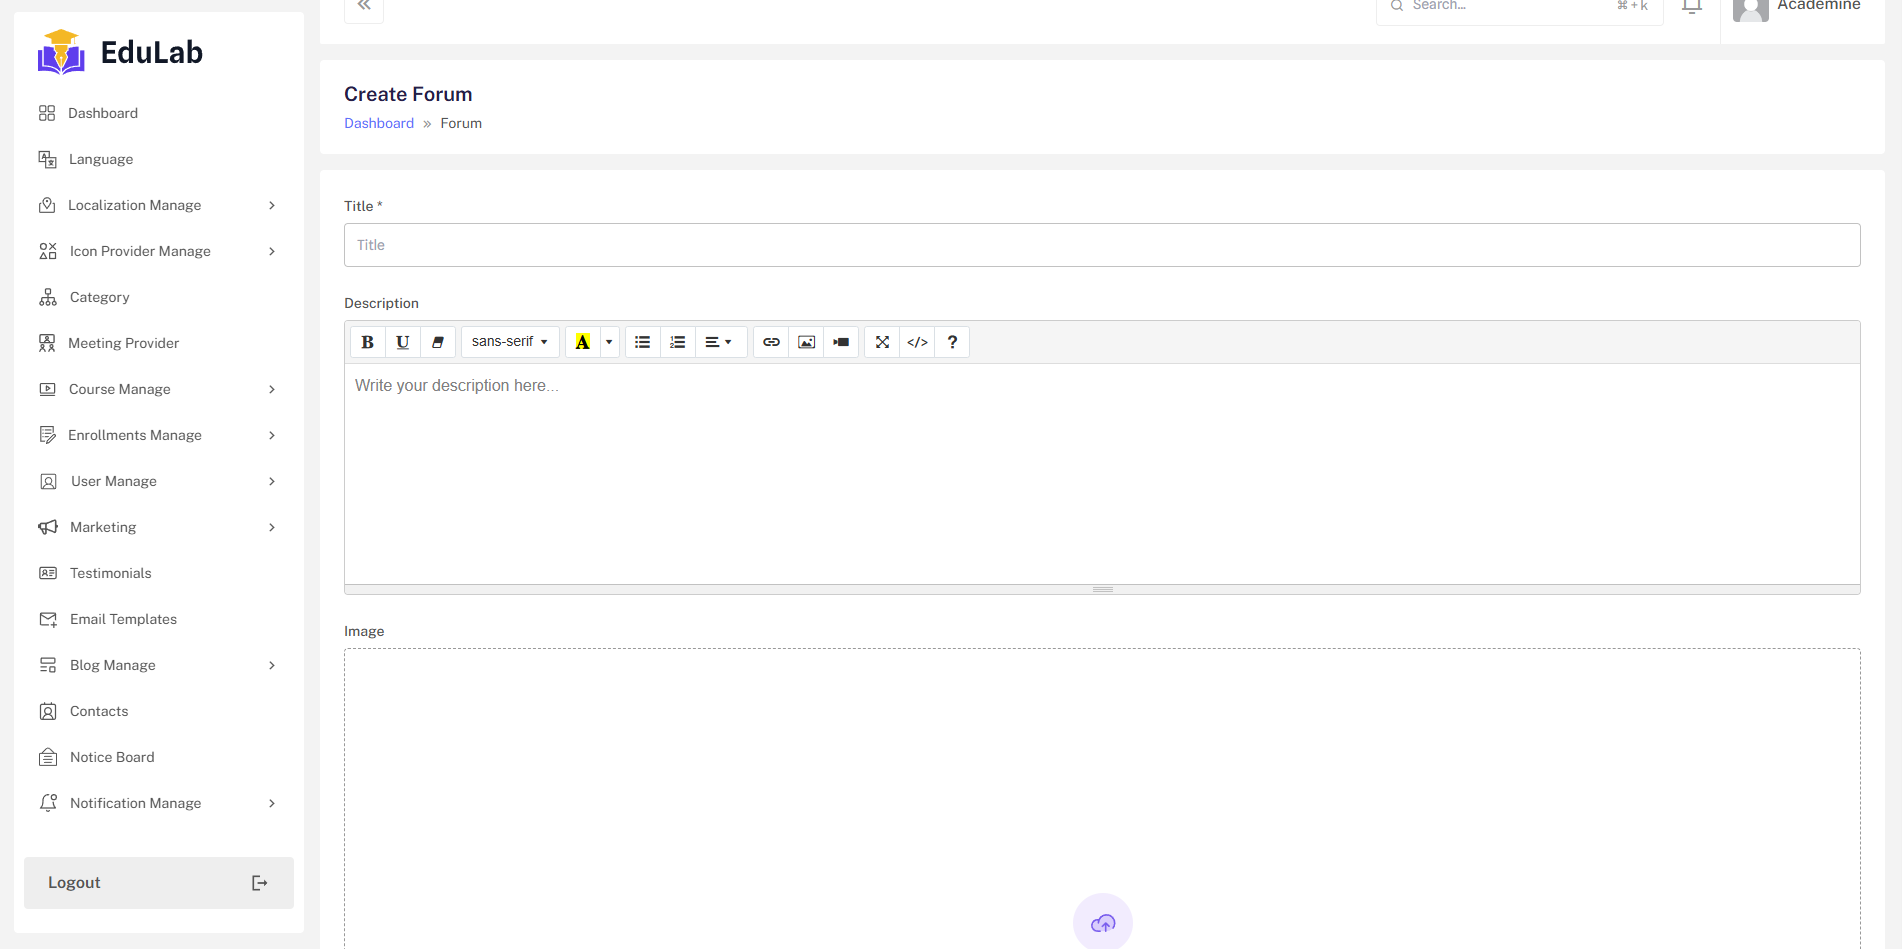 EduLab
Dashboard
Language
Localization Manage
Icon Provider Manage
Category
Meeting Provider
Course Manage
Enrollments Manage
User Manage
Marketing
Testimonials
Email Templates
Blog Manage
Contacts
Notice Board
Notification Manage
Logout
Search... ⌘ + k
Academine
Create Forum
Dashboard » Forum
Title *
Title
Description
B U sans-serif A </> ?
Write your description here...
Image